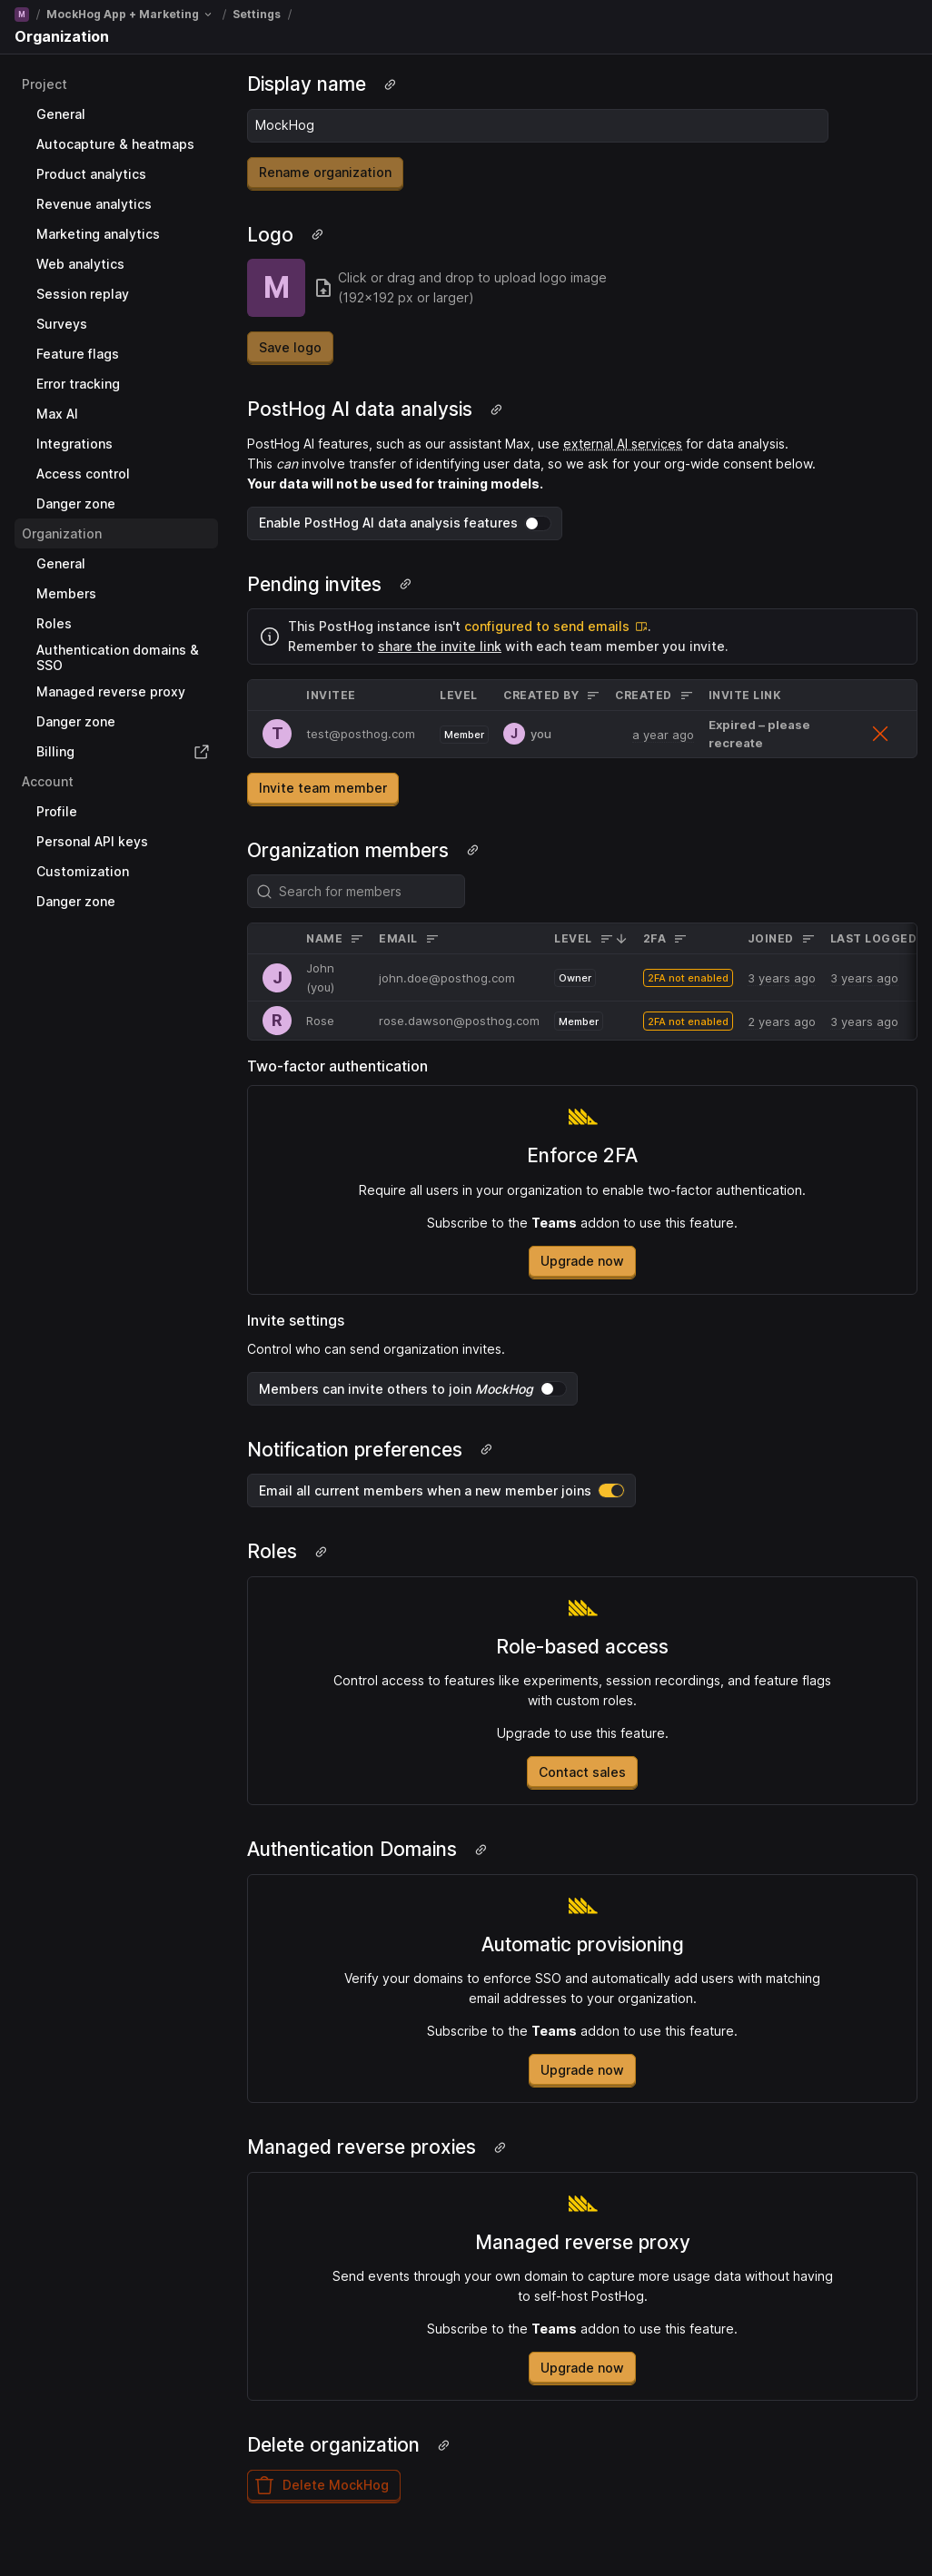 M / MockHog App + Marketing / Settings /
Organization
Project
General
Autocapture & heatmaps
Product analytics
Revenue analytics
Marketing analytics
Web analytics
Session replay
Surveys
Feature flags
Error tracking
Max AI
Integrations
Access control
Danger zone
Organization
General
Members
Roles
Authentication domains &
SSO
Managed reverse proxy
Danger zone
Billing
Account
Profile
Personal API keys
Customization
Danger zone
Display name
MockHog
Rename organization
Logo
M
Click or drag and drop to upload logo image
(192×192 px or larger)
Save logo
PostHog AI data analysis
PostHog AI features, such as our assistant Max, use external AI services for data analysis.
This can involve transfer of identifying user data, so we ask for your org-wide consent below.
Your data will not be used for training models.
Enable PostHog AI data analysis features
Pending invites
This PostHog instance isn't configured to send emails .
Remember to share the invite link with each team member you invite.
INVITEE LEVEL CREATED BY CREATED INVITE LINK
T test@posthog.com Member J you a year ago Expired – please
recreate
Invite team member
Organization members
Search for members
NAME EMAIL LEVEL 2FA JOINED LAST LOGGED
J John
(you) john.doe@posthog.com Owner 2FA not enabled 3 years ago 3 years ago
R Rose rose.dawson@posthog.com Member 2FA not enabled 2 years ago 3 years ago
Two-factor authentication
Enforce 2FA
Require all users in your organization to enable two-factor authentication.
Subscribe to the Teams addon to use this feature.
Upgrade now
Invite settings
Control who can send organization invites.
Members can invite others to join MockHog
Notification preferences
Email all current members when a new member joins
Roles
Role-based access
Control access to features like experiments, session recordings, and feature flags
with custom roles.
Upgrade to use this feature.
Contact sales
Authentication Domains
Automatic provisioning
Verify your domains to enforce SSO and automatically add users with matching
email addresses to your organization.
Subscribe to the Teams addon to use this feature.
Upgrade now
Managed reverse proxies
Managed reverse proxy
Send events through your own domain to capture more usage data without having
to self-host PostHog.
Subscribe to the Teams addon to use this feature.
Upgrade now
Delete organization
Delete MockHog